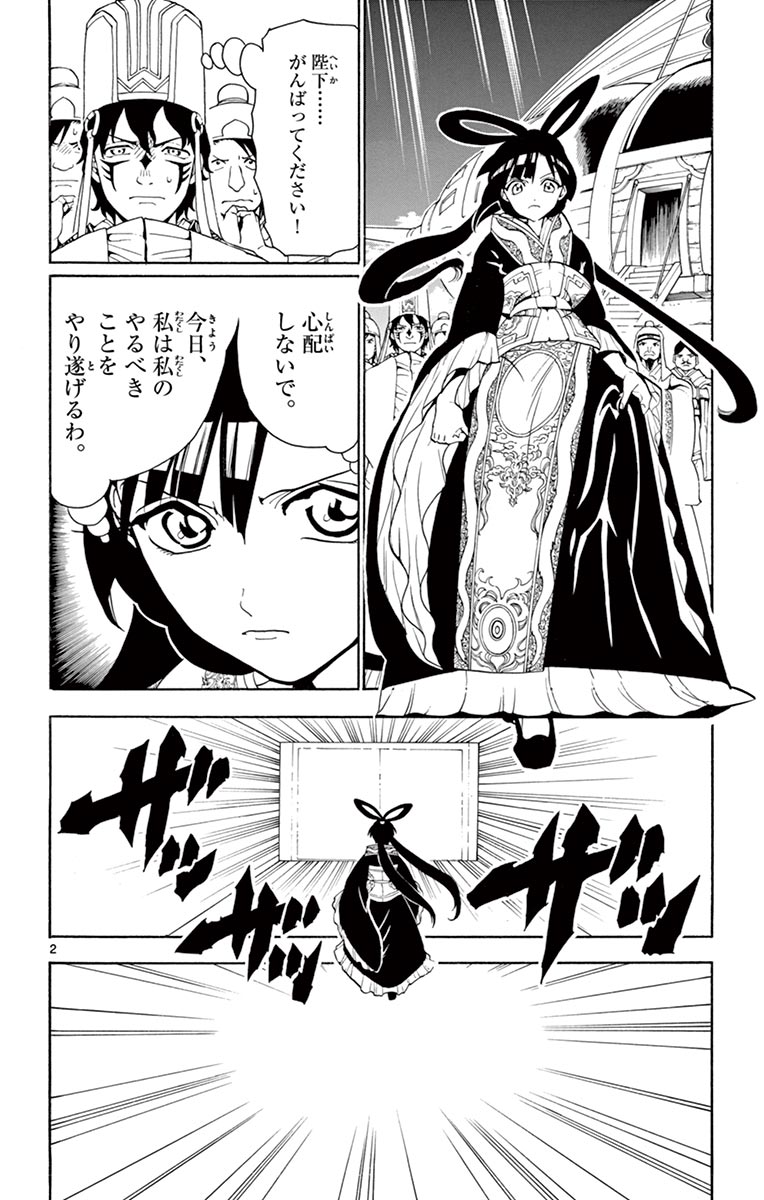 陛下……
がんばってください！
心配
しないで。
今日、
私は私の
やるべき
ことを
やり遂げるわ。
ザッ
ザッ
ザッ
ザッ
2